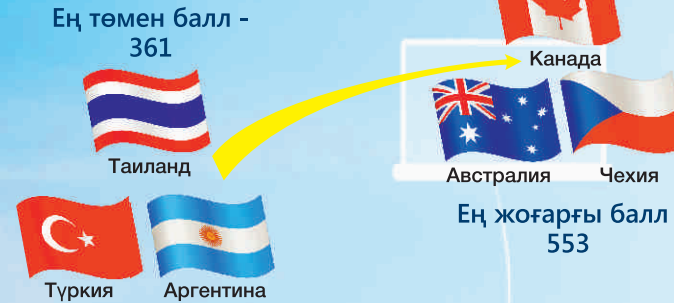 Ең төмен балл -
361
Таиланд
Түркия
Аргентина
Канада
Австралия
Чехия
Ең жоғарғы балл
553